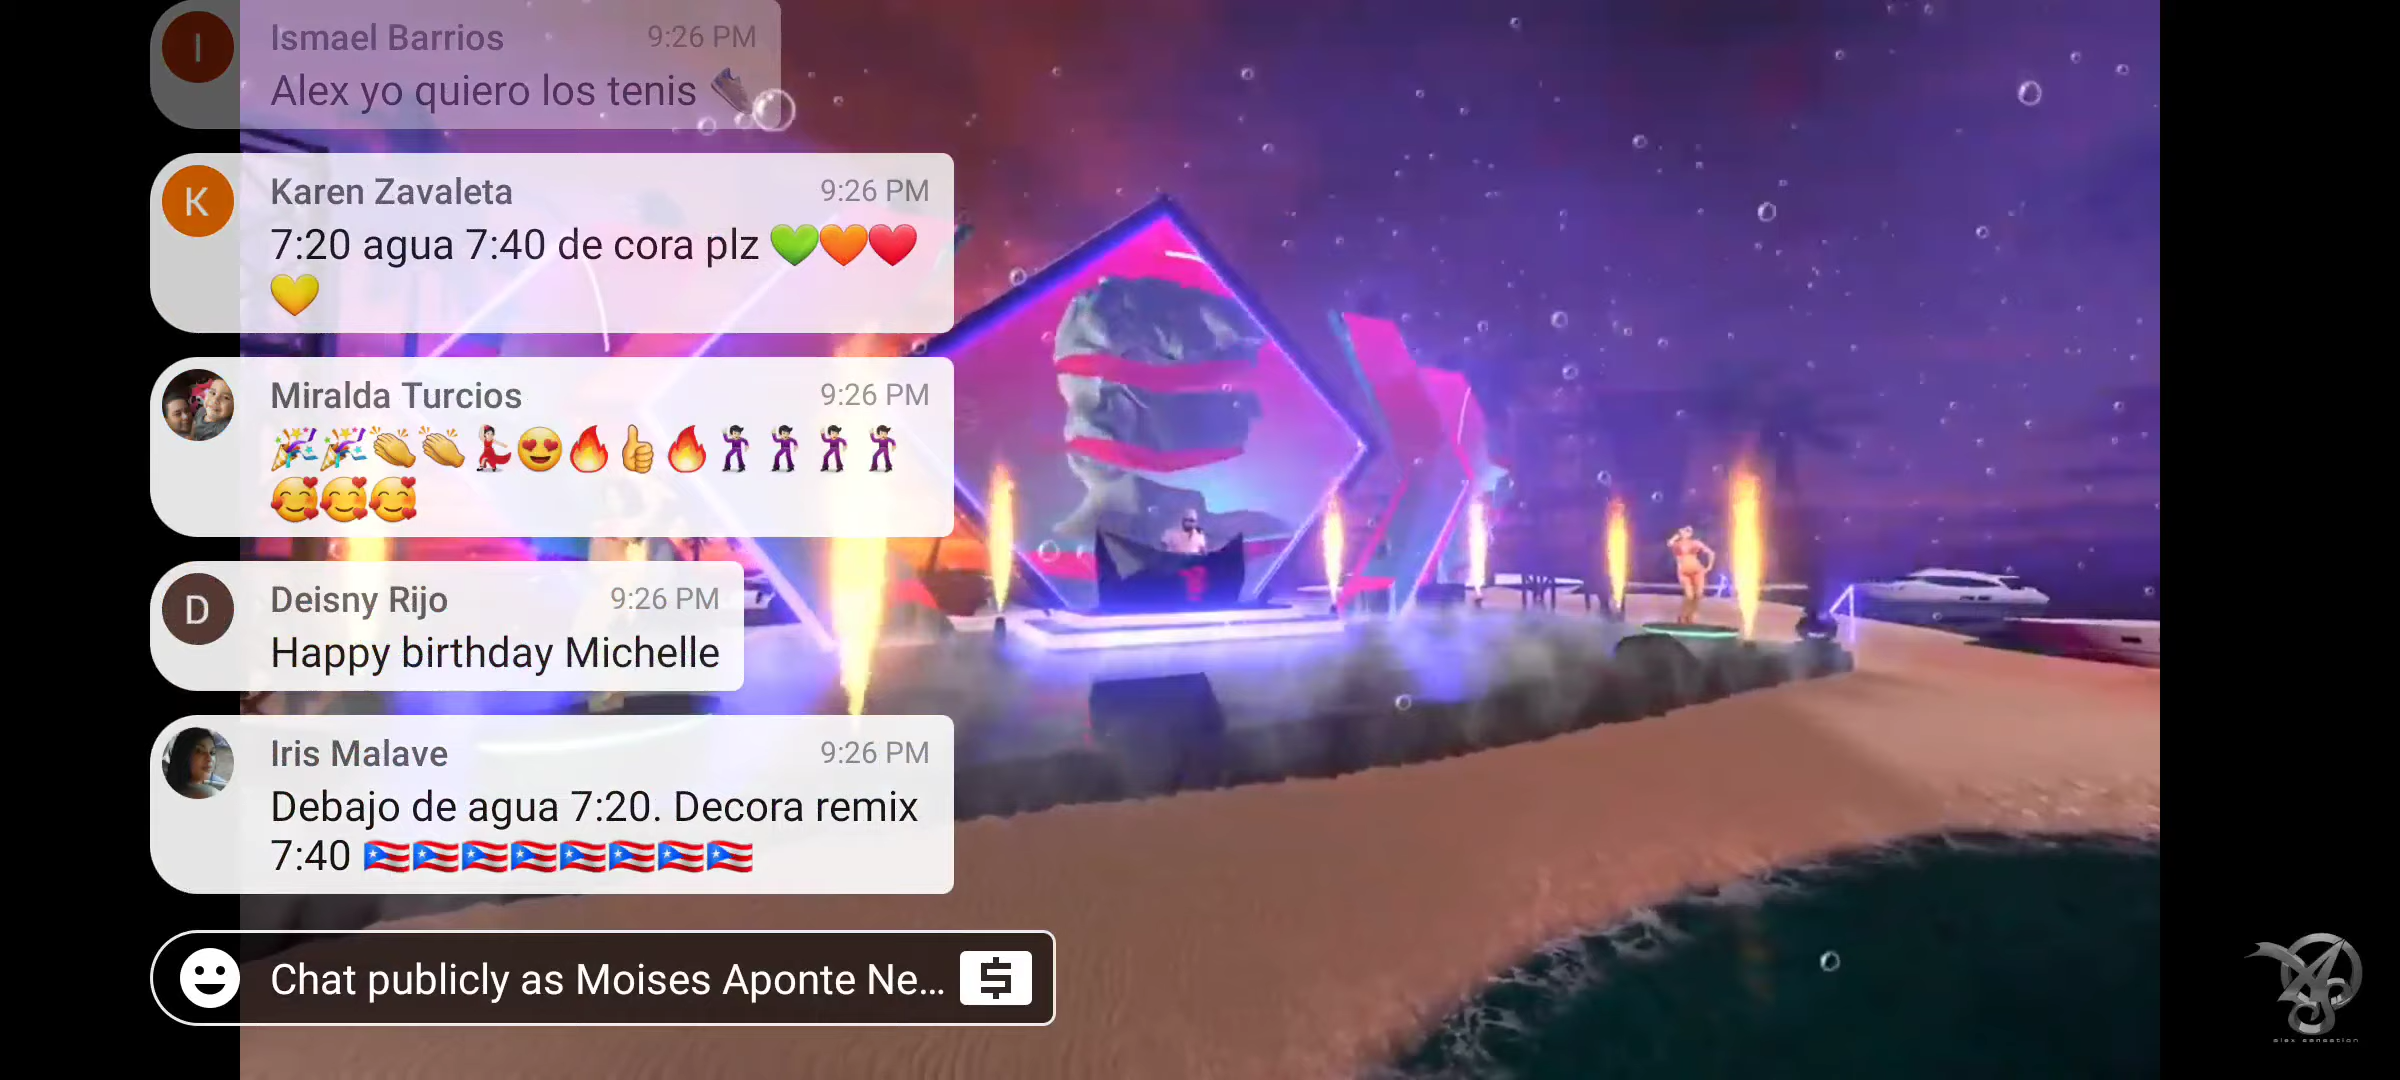 I
Ismael Barrios 9:26 PM
Alex yo quiero los tenis 👟
K
Karen Zavaleta 9:26 PM
7:20 agua 7:40 de cora plz 💚🧡❤️
💛
Miralda Turcios 9:26 PM
🎉🎉👏🏼👏🏼💃🏻😍🔥👍🏼🔥🕺🏻🕺🏻🕺🏻🕺🏻
🥰🥰🥰
D
Deisny Rijo 9:26 PM
Happy birthday Michelle
Iris Malave 9:26 PM
Debajo de agua 7:20. Decora remix
7:40 🇵🇷🇵🇷🇵🇷🇵🇷🇵🇷🇵🇷🇵🇷🇵🇷
Chat publicly as Moises Aponte Ne... $
alex sensation